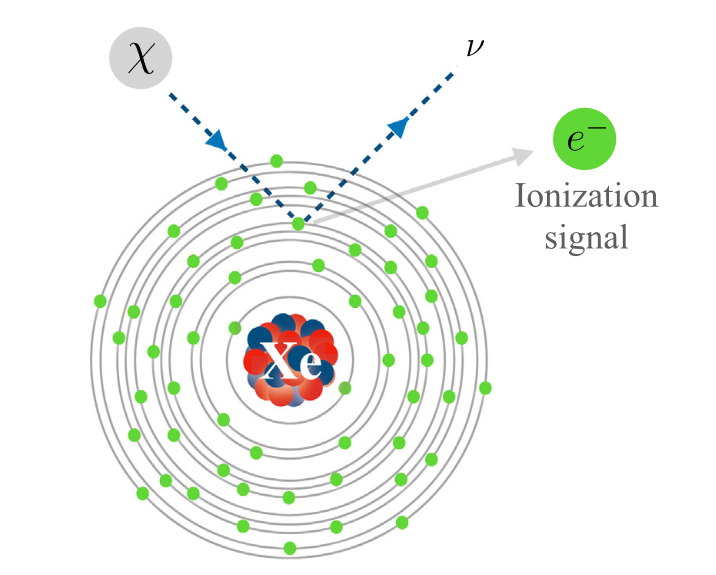 χ
ν
e⁻
Ionization
signal
Xe